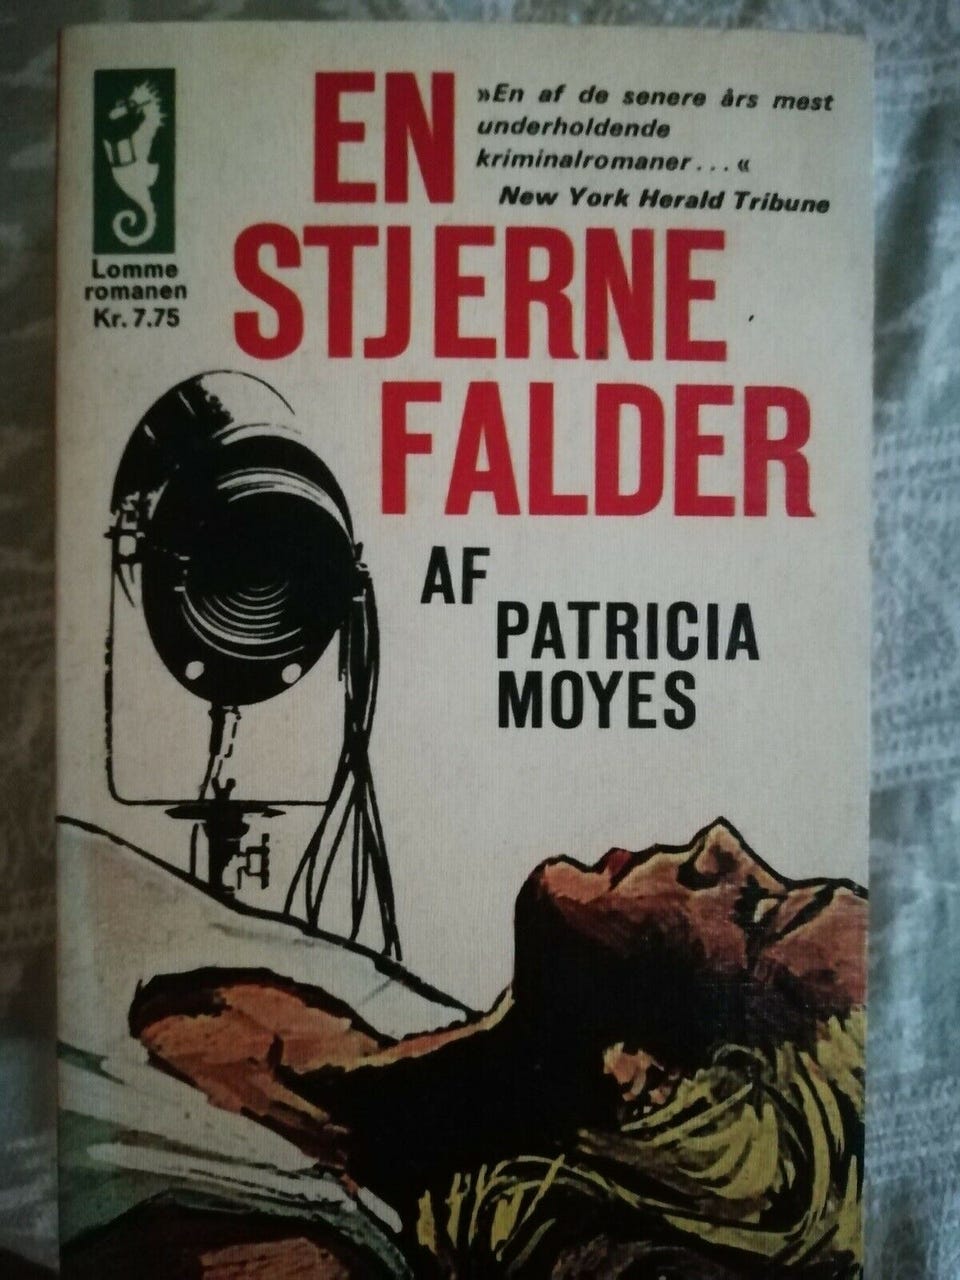 EN
STJERNE
FALDER
»En af de senere års mest
underholdende
kriminalromaner...«
New York Herald Tribune
Lomme
romanen
Kr. 7.75
AF
PATRICIA
MOYES